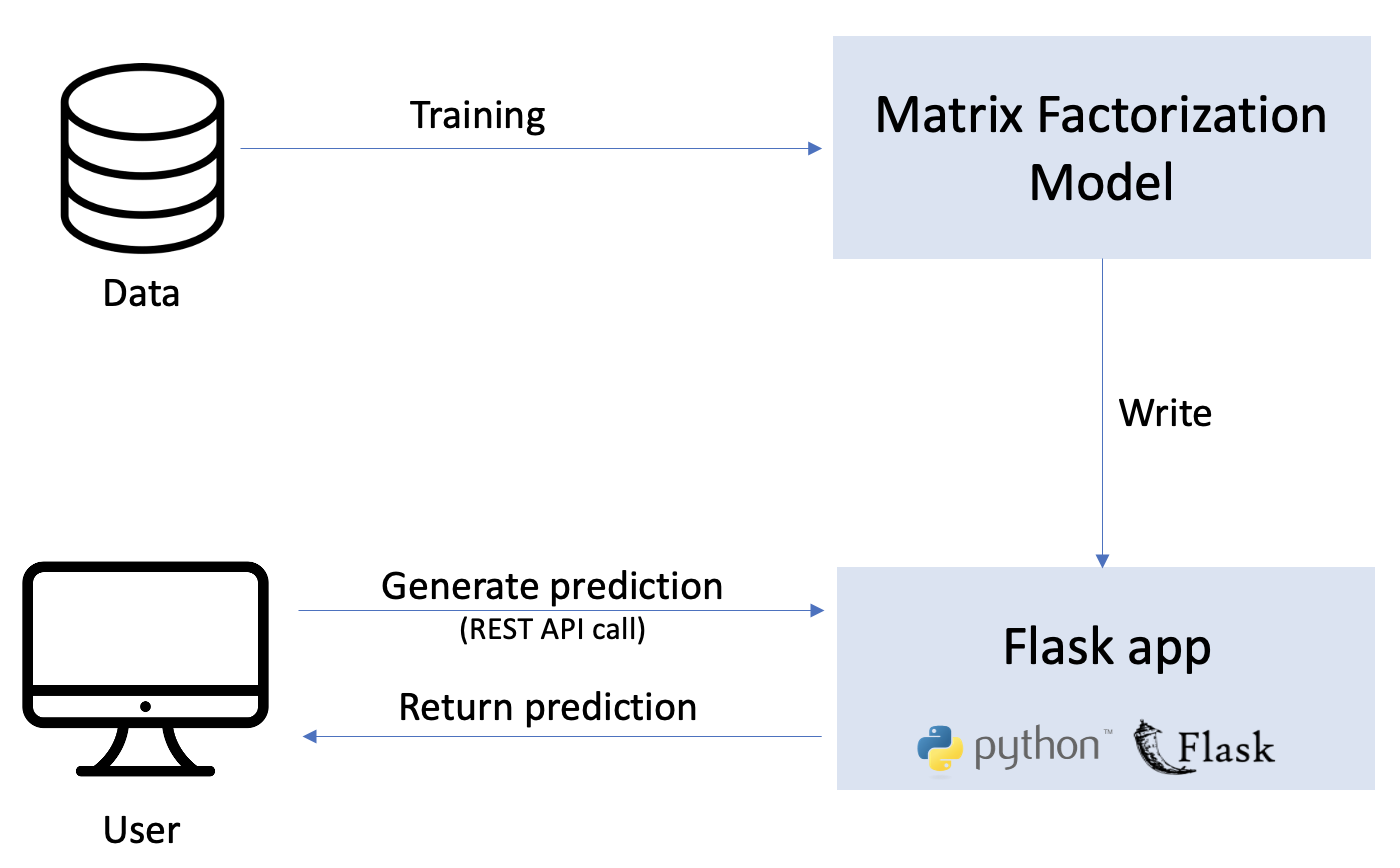 Training
Matrix Factorization
Model
Data
Write
Generate prediction
(REST API call)
Return prediction
Flask app
python™
Flask
User